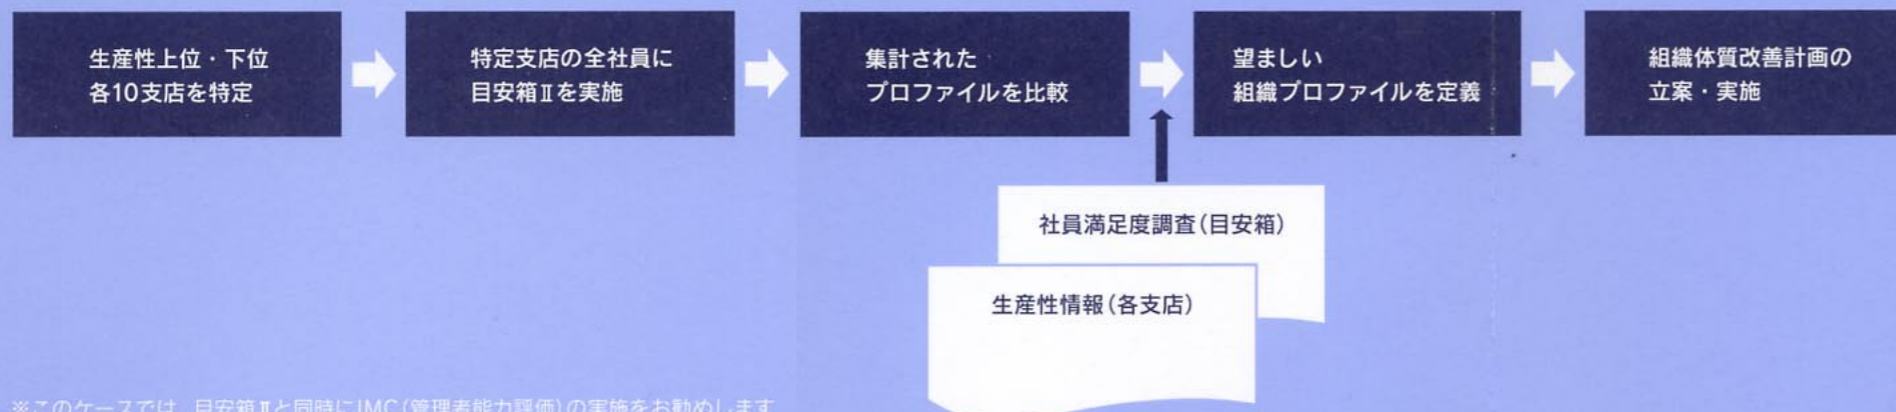 生産性上位・下位
各10支店を特定
特定支店の全社員に
目安箱Ⅱを実施
集計された
プロファイルを比較
望ましい
組織プロファイルを定義
組織体質改善計画の
立案・実施
社員満足度調査(目安箱)
生産性情報(各支店)
※このケースでは、目安箱Ⅱと同時にIMC(管理者能力評価)の実施をお勧めします